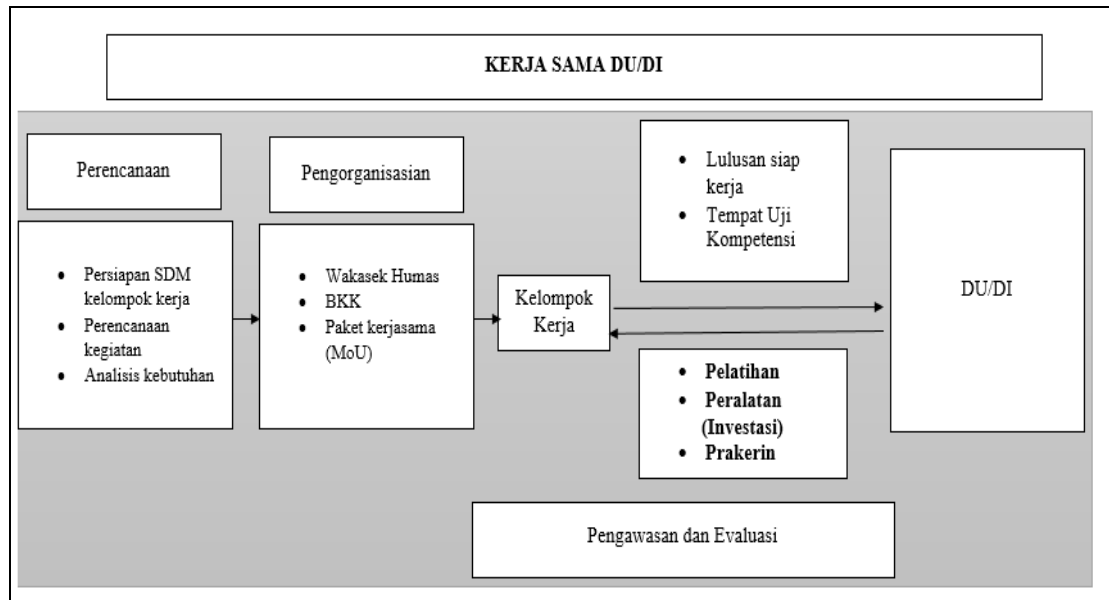 KERJA SAMA DU/DI
Perencanaan
• Persiapan SDM
kelompok kerja
• Perencanaan
kegiatan
• Analisis kebutuhan
Pengorganisasian
• Wakasek Humas
• BKK
• Paket kerjasama
(MoU)
Kelompok
Kerja
• Lulusan siap
kerja
• Tempat Uji
Kompetensi
• Pelatihan
• Peralatan
(Investasi)
• Prakerin
DU/DI
Pengawasan dan Evaluasi